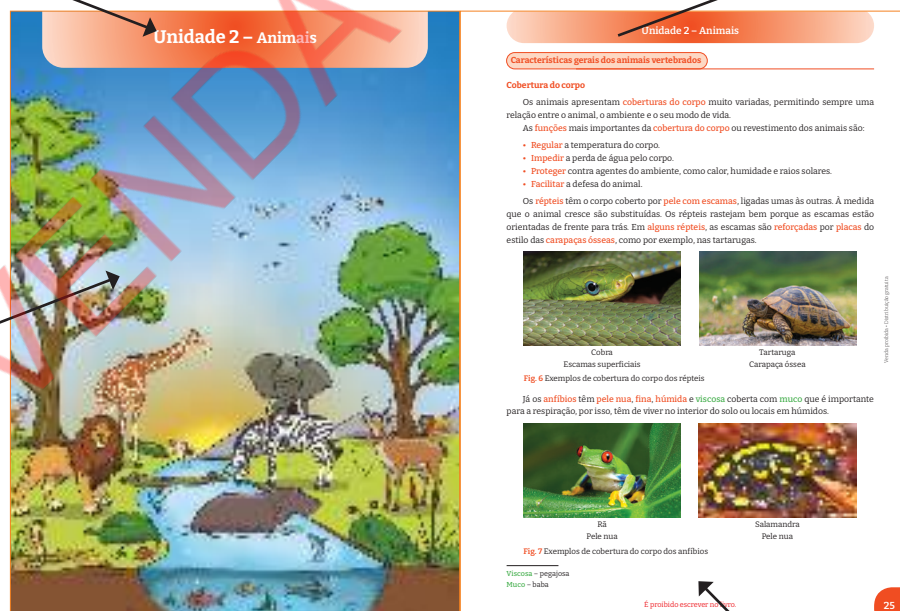 Unidade 2 – Animais
VENDA
Unidade 2 – Animais
Características gerais dos animais vertebrados
Cobertura do corpo
Os animais apresentam coberturas do corpo muito variadas, permitindo sempre uma
relação entre o animal, o ambiente e o seu modo de vida.
As funções mais importantes da cobertura do corpo ou revestimento dos animais são:
• Regular a temperatura do corpo.
• Impedir a perda de água pelo corpo.
• Proteger contra agentes do ambiente, como calor, humidade e raios solares.
• Facilitar a defesa do animal.
Os répteis têm o corpo coberto por pele com escamas, ligadas umas às outras. À medida
que o animal cresce são substituídas. Os répteis rastejam bem porque as escamas estão
orientadas de frente para trás. Em alguns répteis, as escamas são reforçadas por placas do
estilo das carapaças ósseas, como por exemplo, nas tartarugas.
Cobra
Escamas superficiais
Tartaruga
Carapaça óssea
Fig. 6 Exemplos de cobertura do corpo dos répteis
Já os anfíbios têm pele nua, fina, húmida e viscosa coberta com muco que é importante
para a respiração, por isso, têm de viver no interior do solo ou locais em húmidos.
Rã
Pele nua
Salamandra
Pele nua
Fig. 7 Exemplos de cobertura do corpo dos anfíbios
Viscosa – pegajosa
Muco – baba
É proibido escrever no livro.
25
Venda proibida • Distribuição gratuita